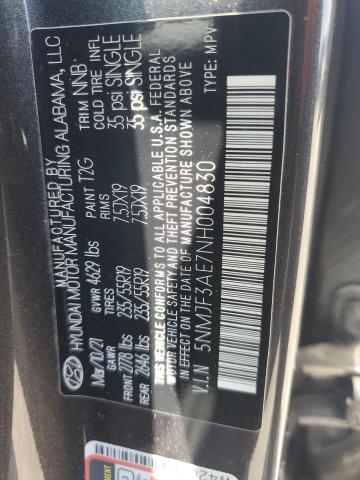 MANUFACTURED BY
HYUNDAI MOTOR MANUFACTURING ALABAMA, LLC
Mar/10/21 GVWR 4629 lbs PAINT T2G TRIM NNB
GAWR TIRES RIMS COLD TIRE INFL
FRONT 2778 lbs 235/55R19 7.5JX19 35 psi SINGLE
REAR 2646 lbs 235/55R19 7.5JX19 35 psi SINGLE
THIS VEHICLE CONFORMS TO ALL APPLICABLE U.S.A. FEDERAL
MOTOR VEHICLE SAFETY AND THEFT PREVENTION STANDARDS
IN EFFECT ON THE DATE OF MANUFACTURE SHOWN ABOVE
V.I.N 5NMJF3AE7NH004830 TYPE : MPV